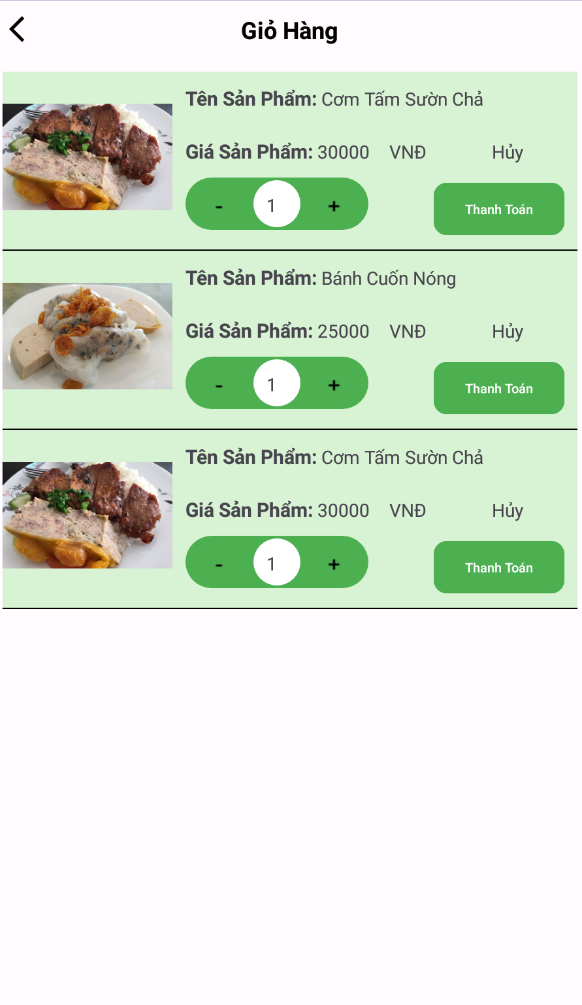 Giỏ Hàng
Tên Sản Phẩm: Cơm Tấm Sườn Chả
Giá Sản Phẩm: 30000 VNĐ Hủy
- 1 + Thanh Toán
Tên Sản Phẩm: Bánh Cuốn Nóng
Giá Sản Phẩm: 25000 VNĐ Hủy
- 1 + Thanh Toán
Tên Sản Phẩm: Cơm Tấm Sườn Chả
Giá Sản Phẩm: 30000 VNĐ Hủy
- 1 + Thanh Toán